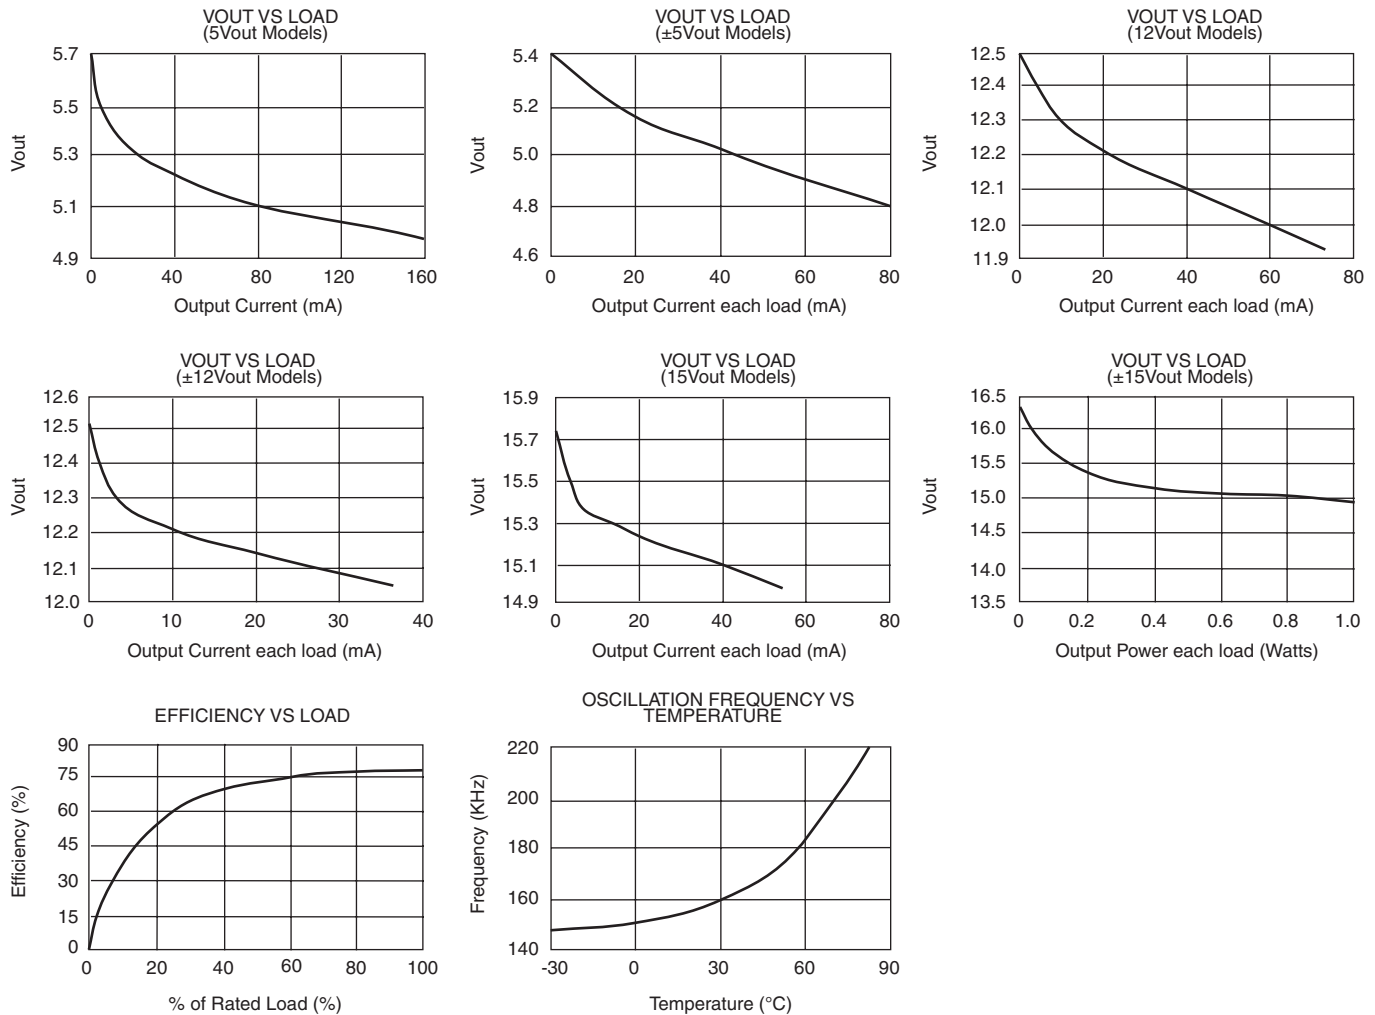 VOUT VS LOAD
(5Vout Models)
5.7
5.5
5.3
5.1
4.9
Vout
0 40 80 120 160
Output Current (mA)
VOUT VS LOAD
(±5Vout Models)
5.4
5.2
5.0
4.8
4.6
Vout
0 20 40 60 80
Output Current each load (mA)
VOUT VS LOAD
(12Vout Models)
12.5
12.4
12.3
12.2
12.1
12.0
11.9
Vout
0 20 40 60 80
Output Current each load (mA)
VOUT VS LOAD
(±12Vout Models)
12.6
12.5
12.4
12.3
12.2
12.1
12.0
Vout
0 10 20 30 40
Output Current each load (mA)
VOUT VS LOAD
(15Vout Models)
15.9
15.7
15.5
15.3
15.1
14.9
Vout
0 20 40 60 80
Output Current each load (mA)
VOUT VS LOAD
(±15Vout Models)
16.5
16.0
15.5
15.0
14.5
14.0
13.5
Vout
0 0.2 0.4 0.6 0.8 1.0
Output Power each load (Watts)
EFFICIENCY VS LOAD
90
75
60
45
30
15
0
Efficiency (%)
0 20 40 60 80 100
% of Rated Load (%)
OSCILLATION FREQUENCY VS
TEMPERATURE
220
200
180
160
140
Frequency (KHz)
-30 0 30 60 90
Temperature (°C)